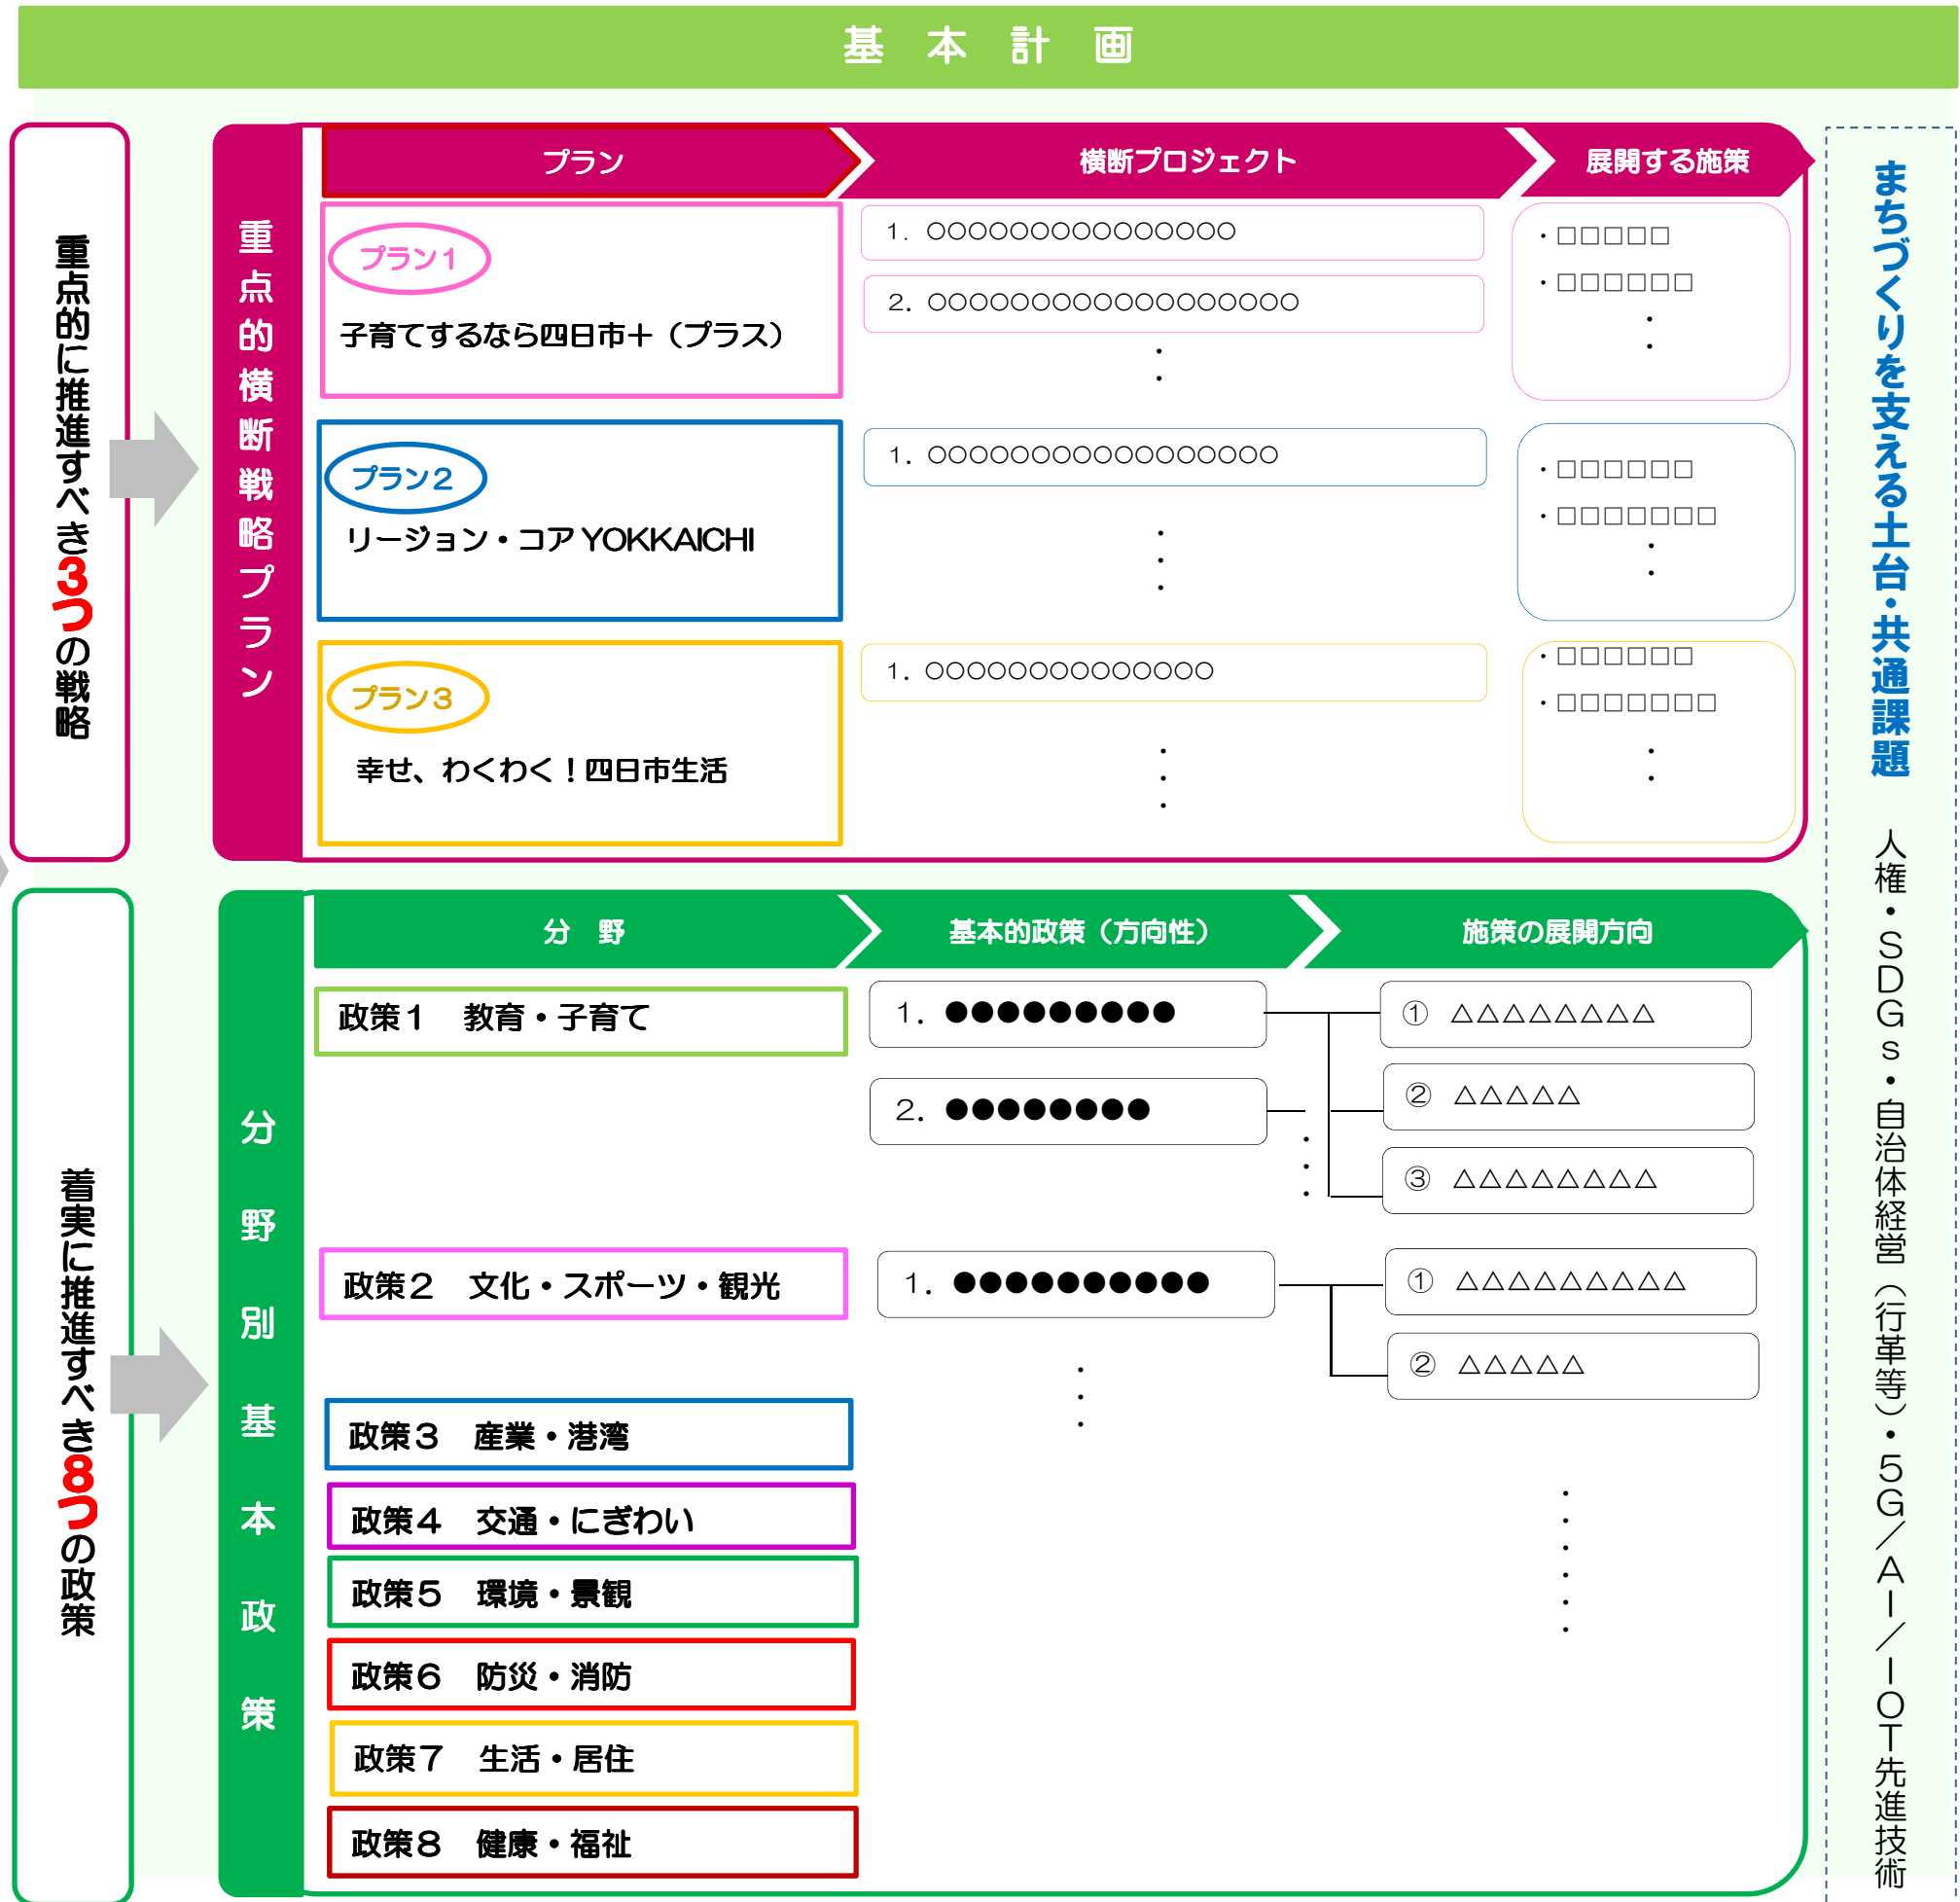 基 本 計 画
重点的に推進すべき3つの戦略
重点的横断戦略プラン
プラン
横断プロジェクト
展開する施策
プラン1
子育てするなら四日市＋（プラス）
1．○○○○○○○○○○○○○○○
2．○○○○○○○○○○○○○○○○○○
・□□□□□
・□□□□□□
プラン2
リージョン・コア YOKKAICHI
1．○○○○○○○○○○○○○○○○○
・□□□□□□
・□□□□□□□
プラン3
幸せ、わくわく！四日市生活
1．○○○○○○○○○○○○○○
・□□□□□□
・□□□□□□□
着実に推進すべき8つの政策
分野別基本政策
分 野
基本的政策（方向性）
施策の展開方向
政策1 教育・子育て
1．●●●●●●●●●
① △△△△△△△△
2．●●●●●●●●
② △△△△△
③ △△△△△△△△
政策2 文化・スポーツ・観光
1．●●●●●●●●●●
① △△△△△△△△△
② △△△△△
政策3 産業・港湾
政策4 交通・にぎわい
政策5 環境・景観
政策6 防災・消防
政策7 生活・居住
政策8 健康・福祉
まちづくりを支える土台・共通課題 人権・SDGs・自治体経営（行革等）・5G／AI／IOT先進技術